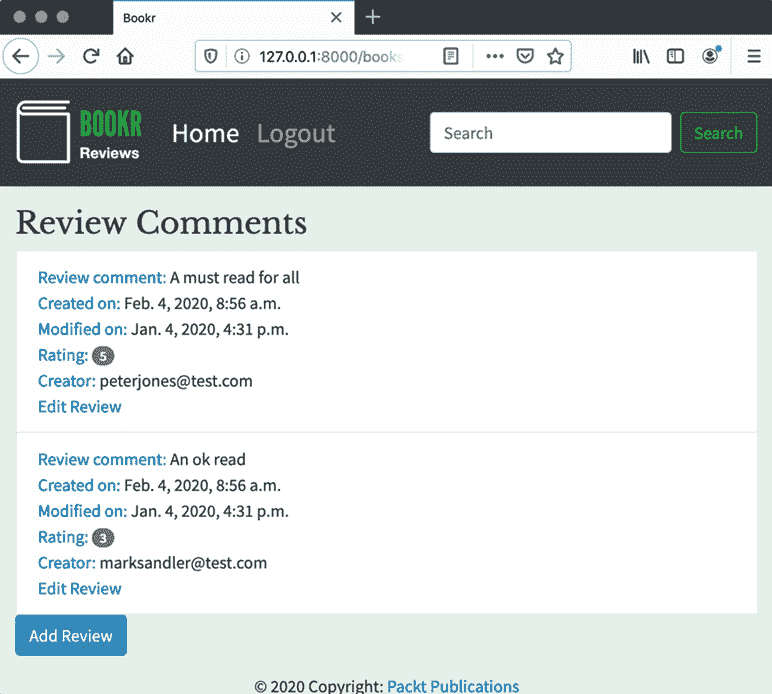 Bookr
127.0.0.1:8000/books
BOOKR
Reviews
Home Logout
Search
Search
Review Comments
Review comment: A must read for all
Created on: Feb. 4, 2020, 8:56 a.m.
Modified on: Jan. 4, 2020, 4:31 p.m.
Rating: 5
Creator: peterjones@test.com
Edit Review
Review comment: An ok read
Created on: Feb. 4, 2020, 8:56 a.m.
Modified on: Jan. 4, 2020, 4:31 p.m.
Rating: 3
Creator: marksandler@test.com
Edit Review
Add Review
© 2020 Copyright: Packt Publications